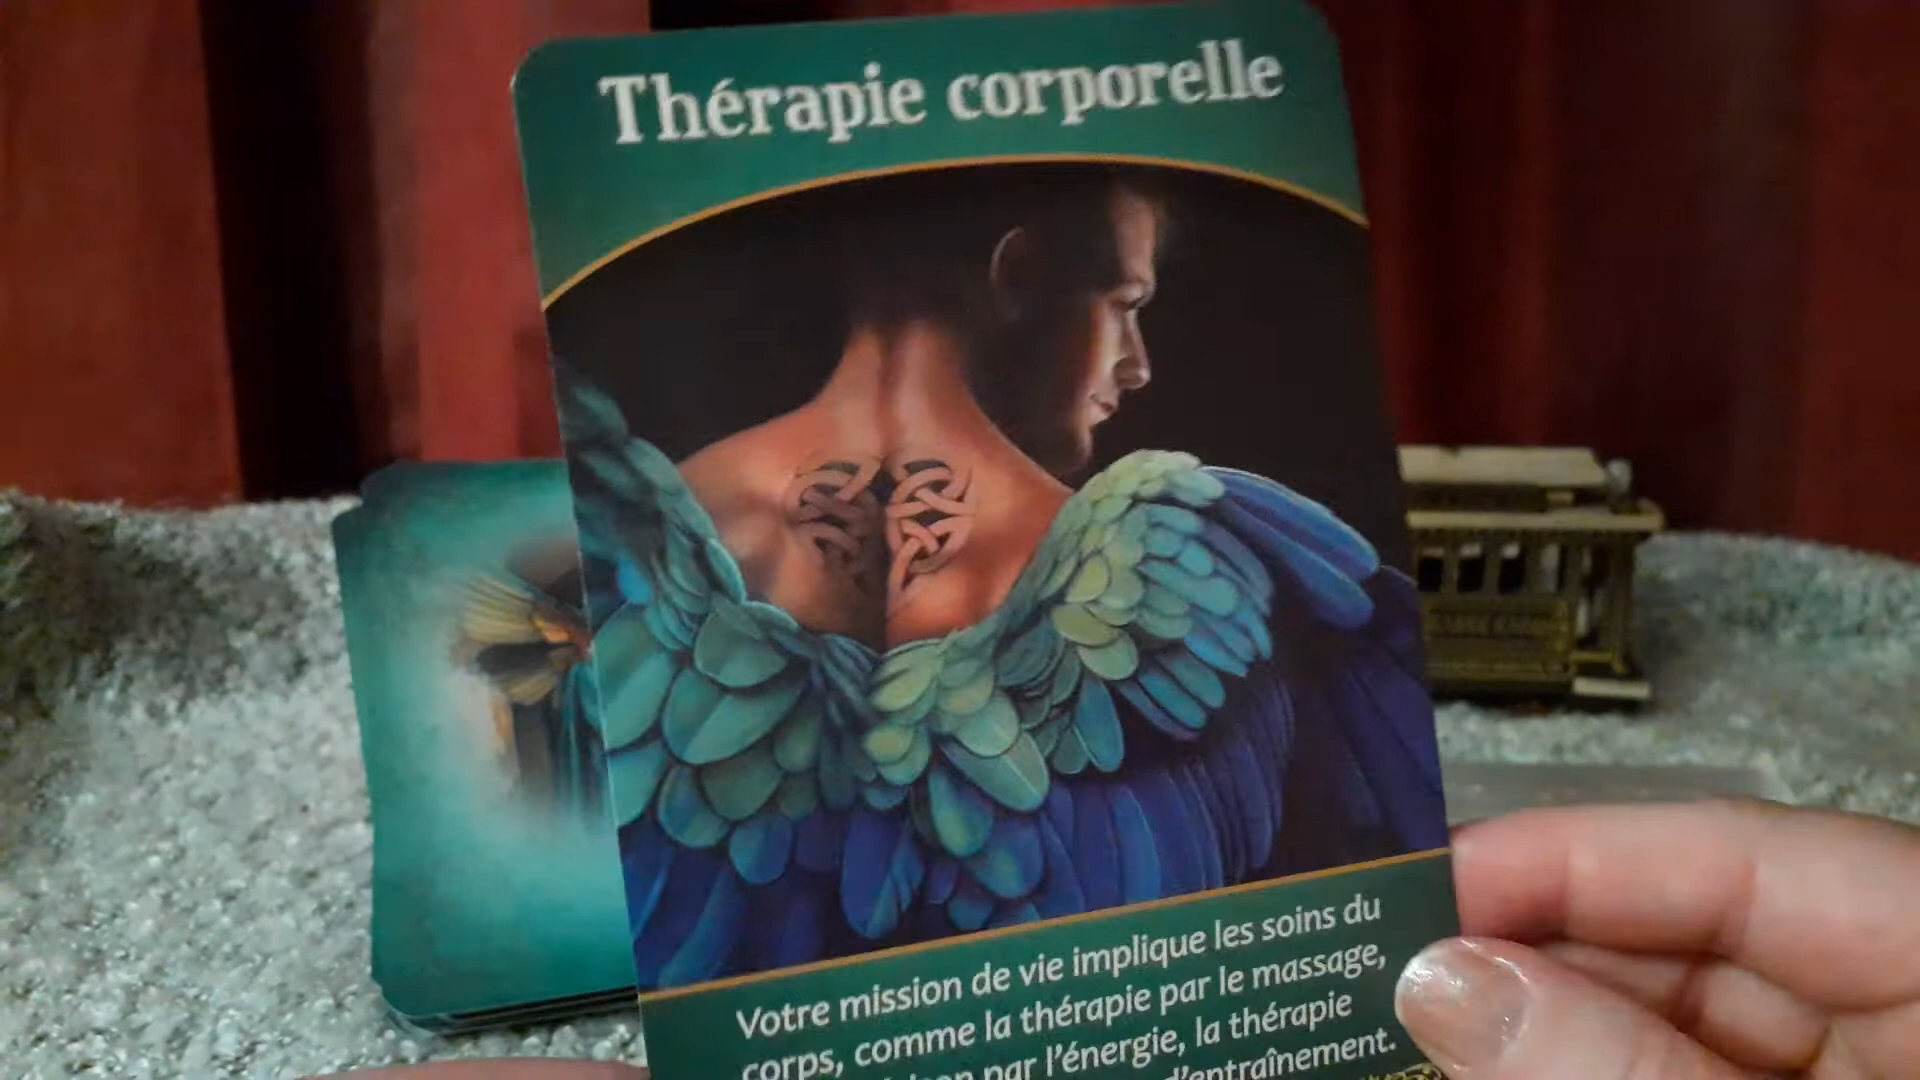 Thérapie corporelle
Votre mission de vie implique les soins du
corps, comme la thérapie par le massage,
par l'énergie, la thérapie
d'entraînement.